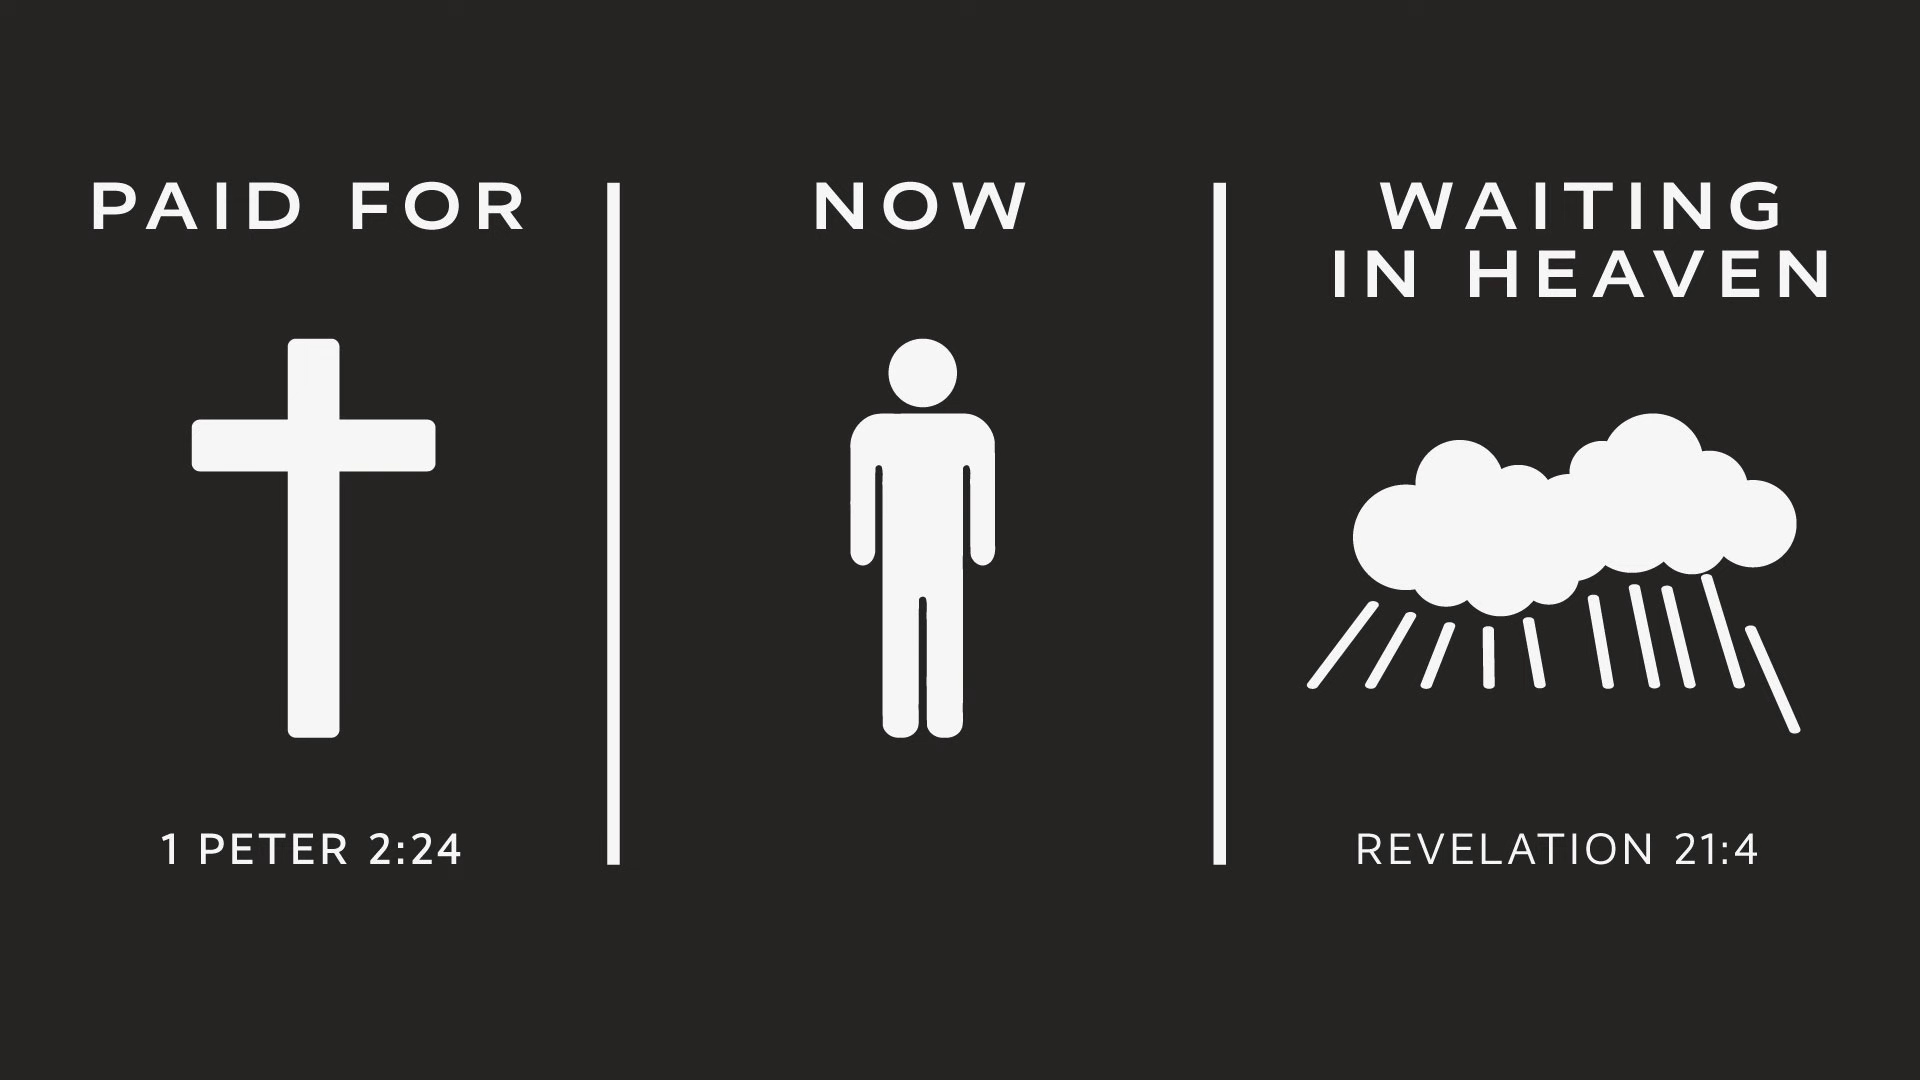 PAID FOR
1 PETER 2:24
NOW
WAITING
IN HEAVEN
REVELATION 21:4